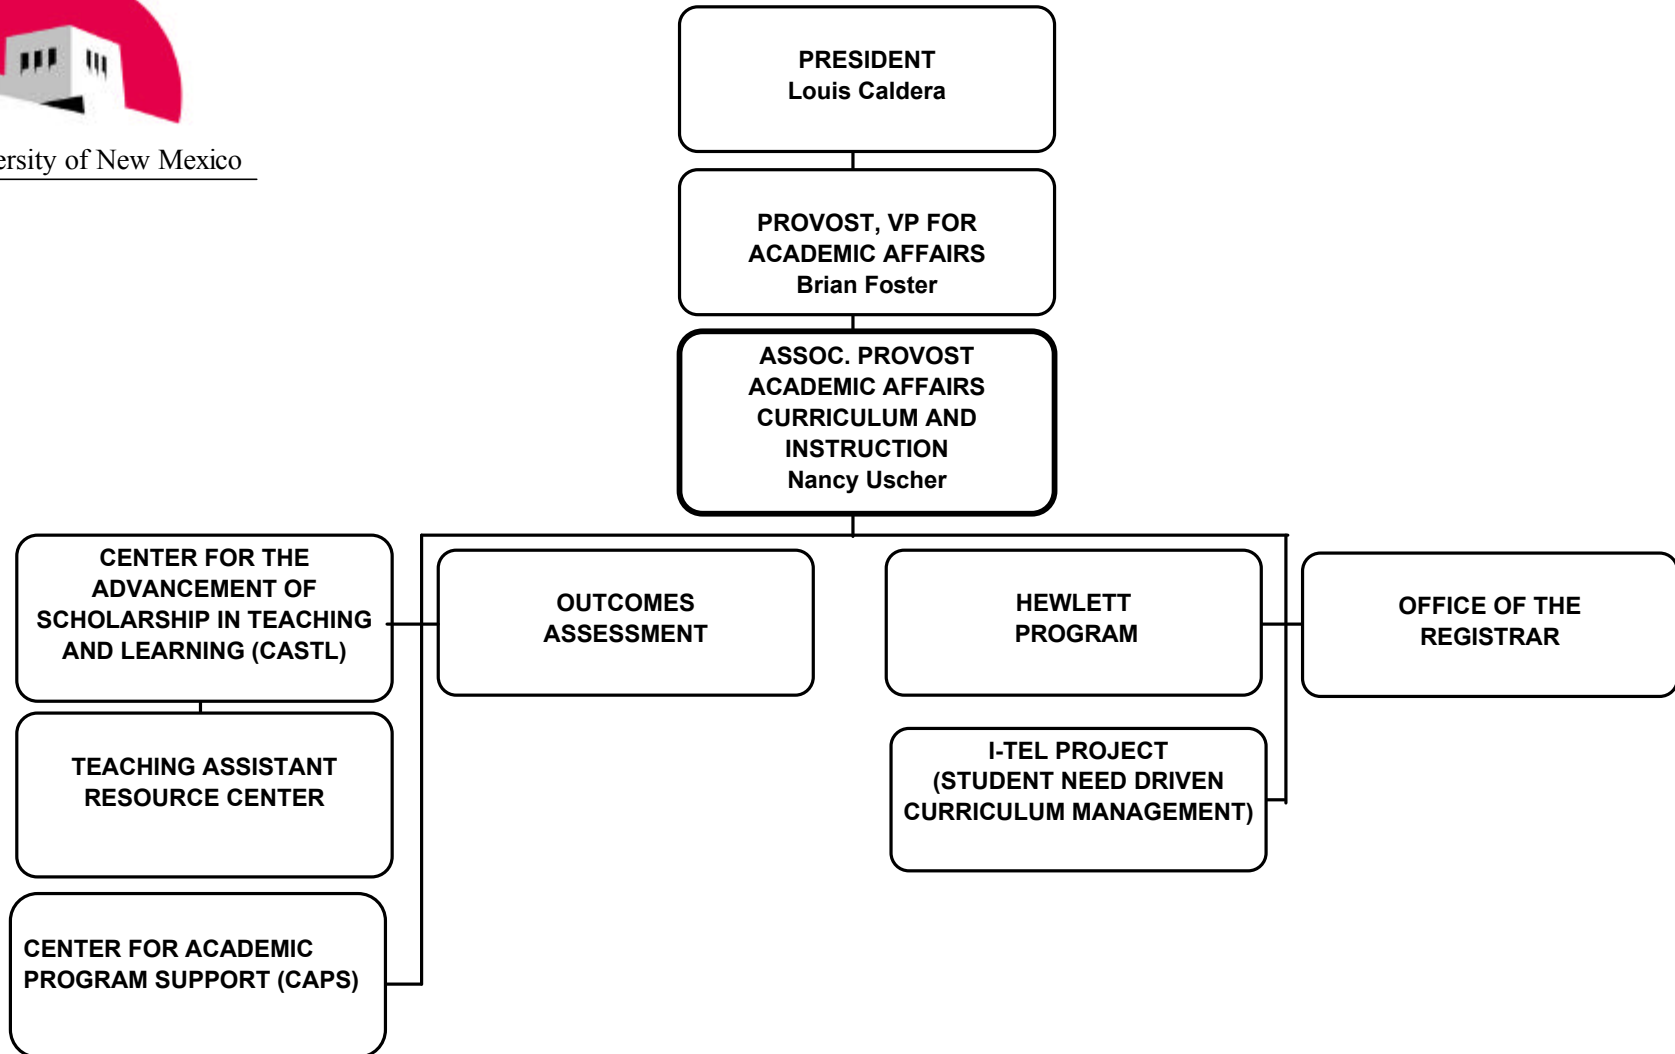 PRESIDENT
Louis Caldera
ersity of New Mexico
PROVOST, VP FOR
ACADEMIC AFFAIRS
Brian Foster
ASSOC. PROVOST
ACADEMIC AFFAIRS
CURRICULUM AND
INSTRUCTION
Nancy Uscher
CENTER FOR THE
ADVANCEMENT OF
SCHOLARSHIP IN TEACHING
AND LEARNING (CASTL)
OUTCOMES
ASSESSMENT
HEWLETT
PROGRAM
OFFICE OF THE
REGISTRAR
TEACHING ASSISTANT
RESOURCE CENTER
I-TEL PROJECT
(STUDENT NEED DRIVEN
CURRICULUM MANAGEMENT)
CENTER FOR ACADEMIC
PROGRAM SUPPORT (CAPS)